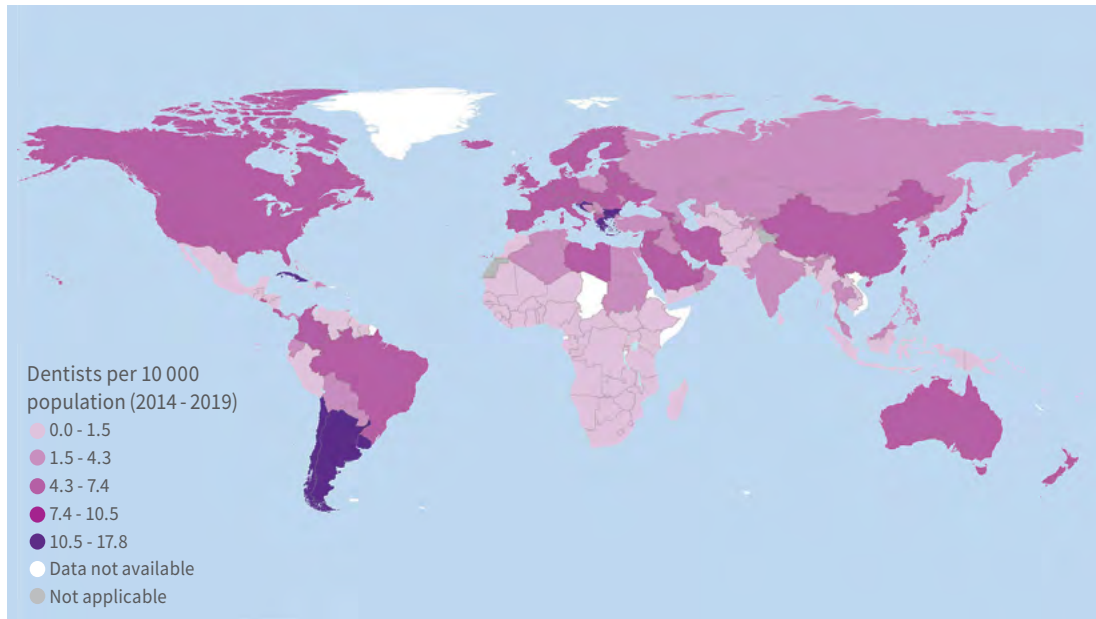 Dentists per 10 000
population (2014 - 2019)
0.0 - 1.5
1.5 - 4.3
4.3 - 7.4
7.4 - 10.5
10.5 - 17.8
Data not available
Not applicable